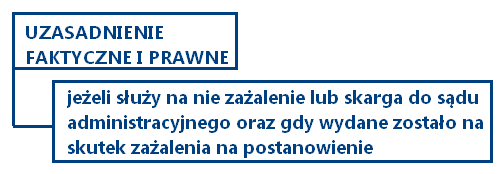 UZASADNIENIE
FAKTYCZNE I PRAWNE
jeżeli służy na nie zażalenie lub skarga do sądu
administracyjnego oraz gdy wydane zostało na
skutek zażalenia na postanowienie